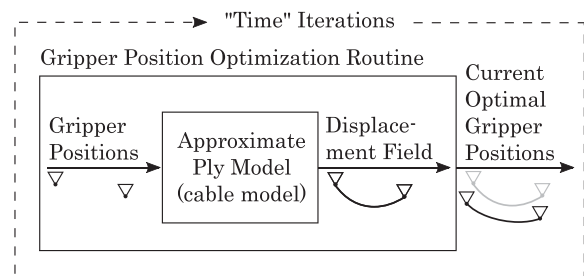 "Time" Iterations
Gripper Position Optimization Routine
Gripper
Positions
Approximate
Ply Model
(cable model)
Displace-
ment Field
Current
Optimal
Gripper
Positions